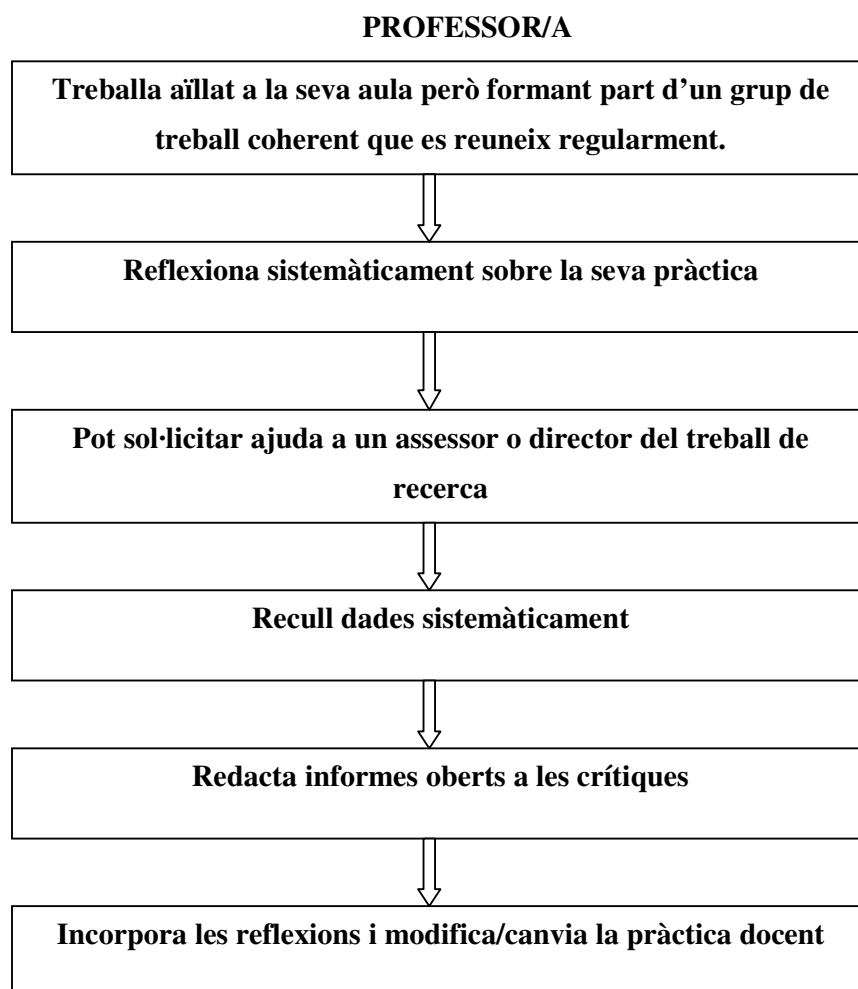 PROFESSOR/A
Treballa aïllat a la seva aula però formant part d’un grup de
treball coherent que es reuneix regularment.
Reflexiona sistemàticament sobre la seva pràctica
Pot sol·licitar ajuda a un assessor o director del treball de
recerca
Recull dades sistemàticament
Redacta informes oberts a les crítiques
Incorpora les reflexions i modifica/canvia la pràctica docent